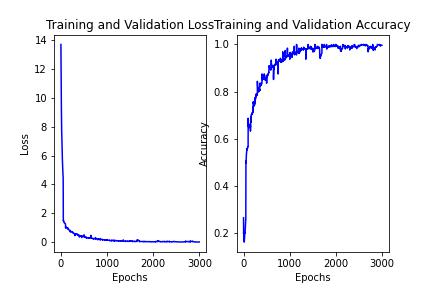 Training and Validation Loss
14
12
10
8
6
4
2
0
Loss
0 1000 2000 3000
Epochs
Training and Validation Accuracy
1.0
0.8
0.6
0.4
0.2
Accuracy
0 1000 2000 3000
Epochs